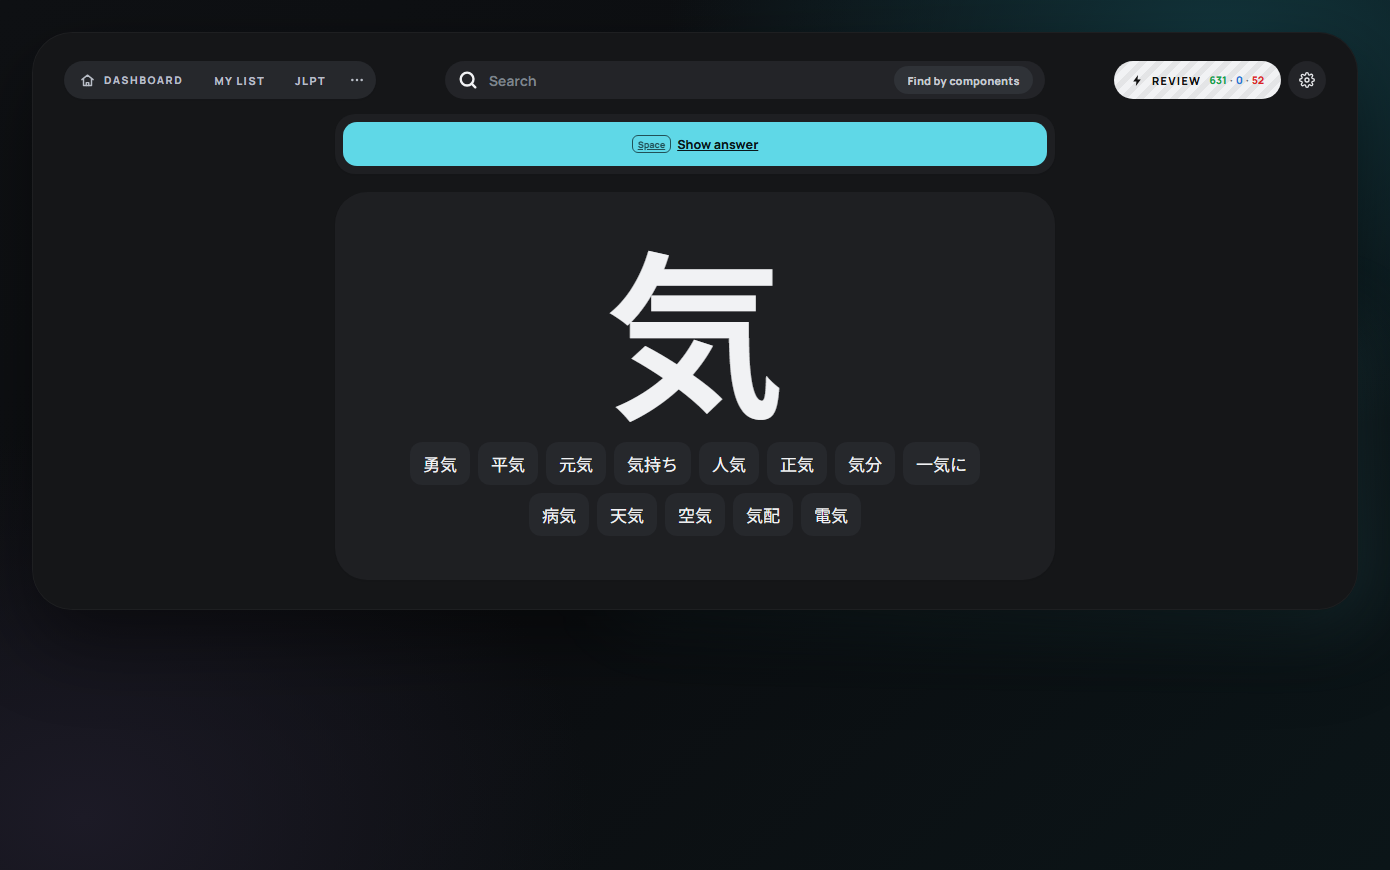 DASHBOARD MY LIST JLPT ··· Search Find by components REVIEW 631 · 0 · 52
Space Show answer
気
勇気 平気 元気 気持ち 人気 正気 気分 一気に
病気 天気 空気 気配 電気